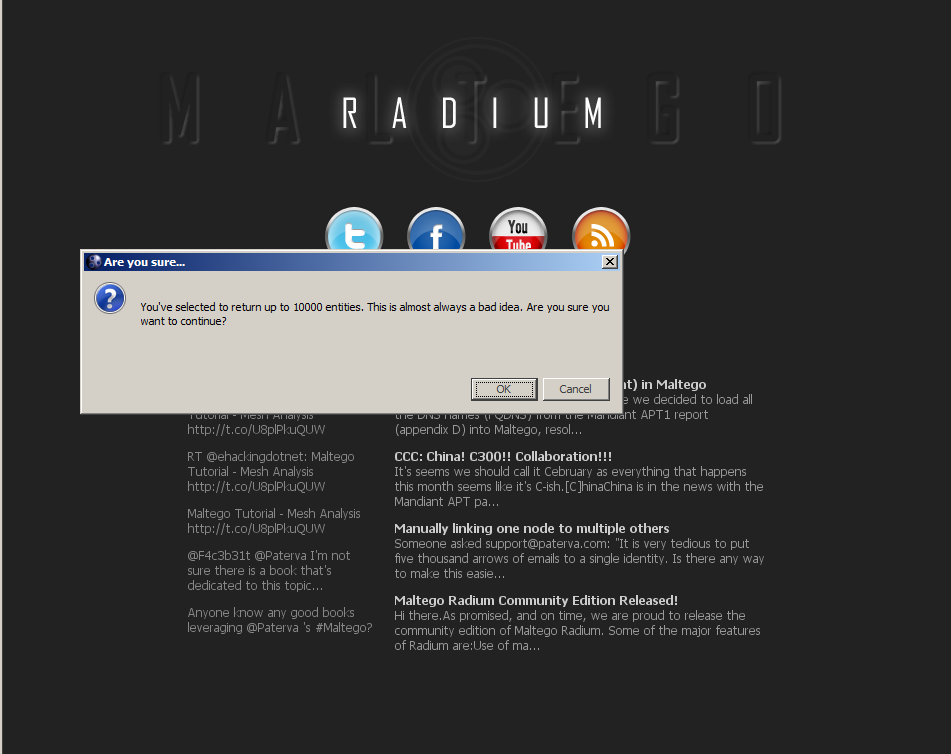 MALTEGO
RADIUM
You
Tube
Are you sure...
You've selected to return up to 10000 entities. This is almost always a bad idea. Are you sure you
want to continue?
OK
Cancel
Tutorial - Mesh Analysis
http://t.co/U8plPkuQUW
RT @ehackingdotnet: Maltego
Tutorial - Mesh Analysis
http://t.co/U8plPkuQUW
Maltego Tutorial - Mesh Analysis
http://t.co/U8plPkuQUW
@F4c3b31t @Paterva I'm not
sure there is a book that's
dedicated to this topic...
Anyone know any good books
leveraging @Paterva 's #Maltego?
nt) in Maltego
e we decided to load all
the DNS names (FQDNS) from the Mandiant APT1 report
(appendix D) into Maltego, resol...
CCC: China! C300!! Collaboration!!!
It's seems we should call it Cebruary as everything that happens
this month seems like it's C-ish.[C]hinaChina is in the news with the
Mandiant APT pa...
Manually linking one node to multiple others
Someone asked support@paterva.com: "It is very tedious to put
five thousand arrows of emails to a single identity. Is there any way
to make this easie...
Maltego Radium Community Edition Released!
Hi there.As promised, and on time, we are proud to release the
community edition of Maltego Radium. Some of the major features
of Radium are:Use of ma...